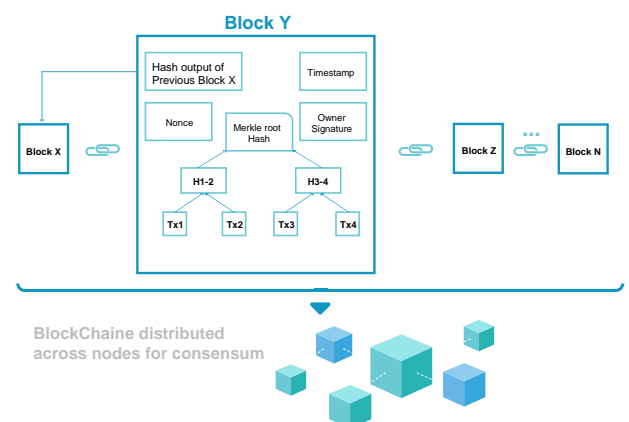 Block Y
Hash output of
Previous Block X
Timestamp
Nonce
Merkle root
Hash
Owner
Signature
Block X
Block Z
...
Block N
H1-2
H3-4
Tx1
Tx2
Tx3
Tx4
BlockChaine distributed
across nodes for consensum